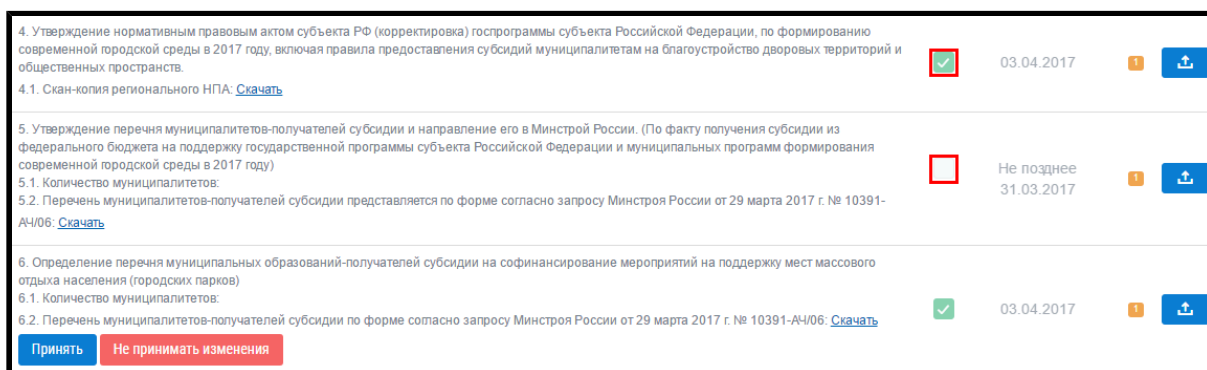 4. Утверждение нормативным правовым актом субъекта РФ (корректировка) госпрограммы субъекта Российской Федерации, по формированию
современной городской среды в 2017 году, включая правила предоставления субсидий муниципалитетам на благоустройство дворовых территорий и
общественных пространств.
4.1. Скан-копия регионального НПА: Скачать
03.04.2017
1
5. Утверждение перечня муниципалитетов-получателей субсидии и направление его в Минстрой России. (По факту получения субсидии из
федерального бюджета на поддержку государственной программы субъекта Российской Федерации и муниципальных программ формирования
современной городской среды в 2017 году)
5.1. Количество муниципалитетов:
5.2. Перечень муниципалитетов-получателей субсидии представляется по форме согласно запросу Минстроя России от 29 марта 2017 г. № 10391-
АЧ/06: Скачать
Не позднее
31.03.2017
1
6. Определение перечня муниципальных образований-получателей субсидии на софинансирование мероприятий на поддержку мест массового
отдыха населения (городских парков)
6.1. Количество муниципалитетов:
6.2. Перечень муниципалитетов-получателей субсидии по форме согласно запросу Минстроя России от 29 марта 2017 г. № 10391-АЧ/06: Скачать
03.04.2017
1
Принять
Не принимать изменения